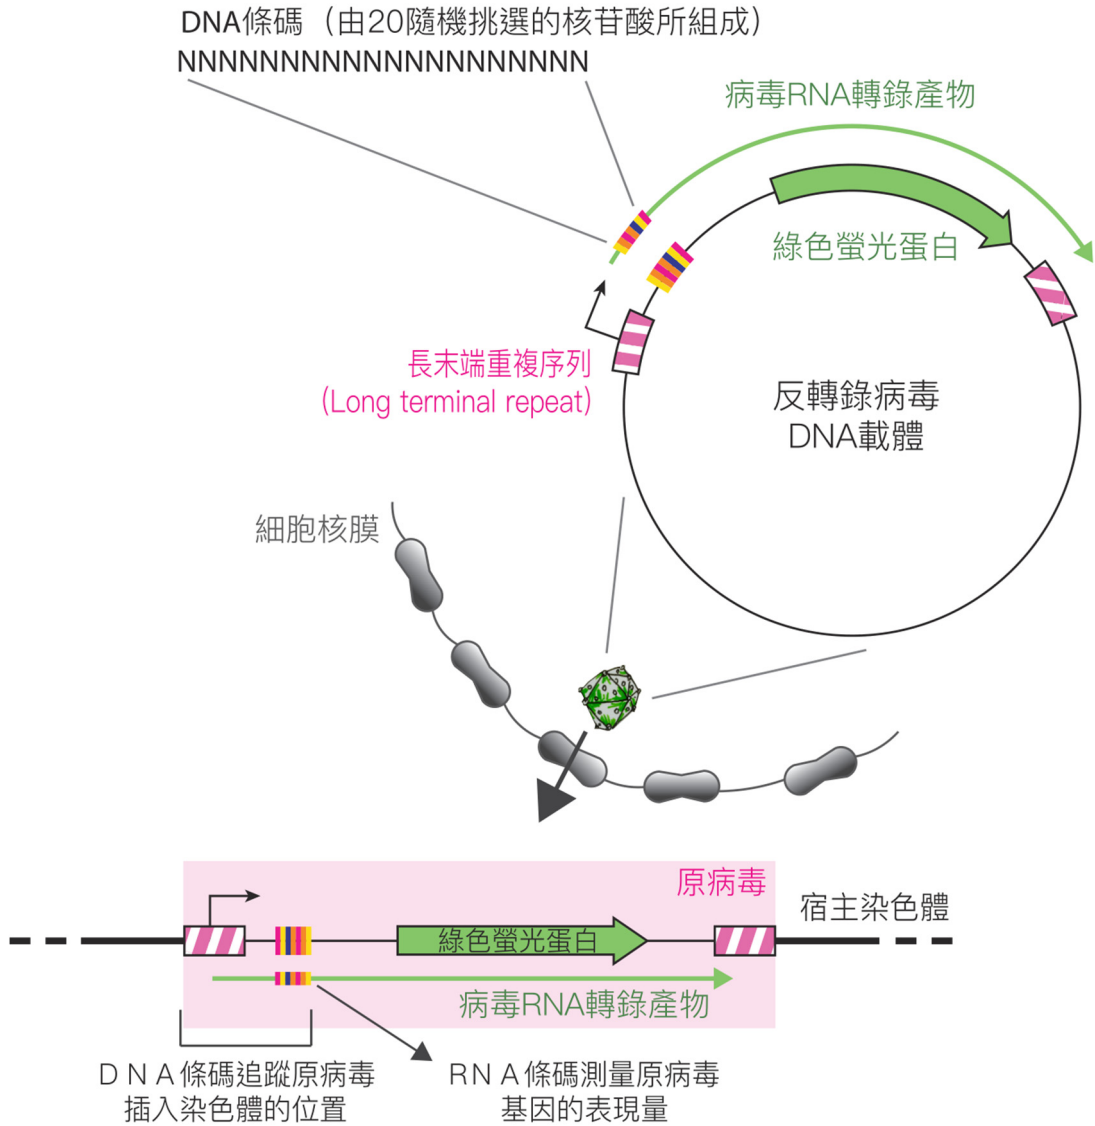 DNA條碼（由20隨機挑選的核苷酸所組成）
NNNNNNNNNNNNNNNNNNNN
病毒RNA轉錄產物
綠色螢光蛋白
長末端重複序列
(Long terminal repeat)
反轉錄病毒
DNA載體
細胞核膜
原病毒
宿主染色體
綠色螢光蛋白
病毒RNA轉錄產物
DNA條碼追蹤原病毒
插入染色體的位置
RNA條碼測量原病毒
基因的表現量